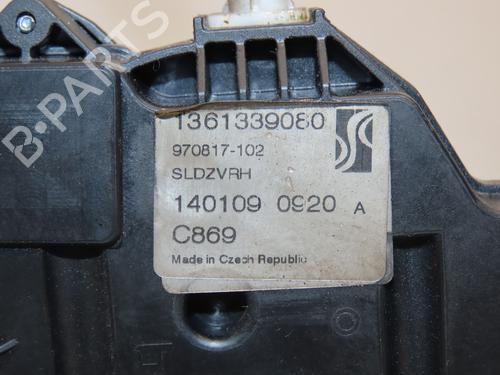 B-PARTS
1361339080
970817-102
SLDZVRH
140109 0920 A
C869
Made in Czech Republic